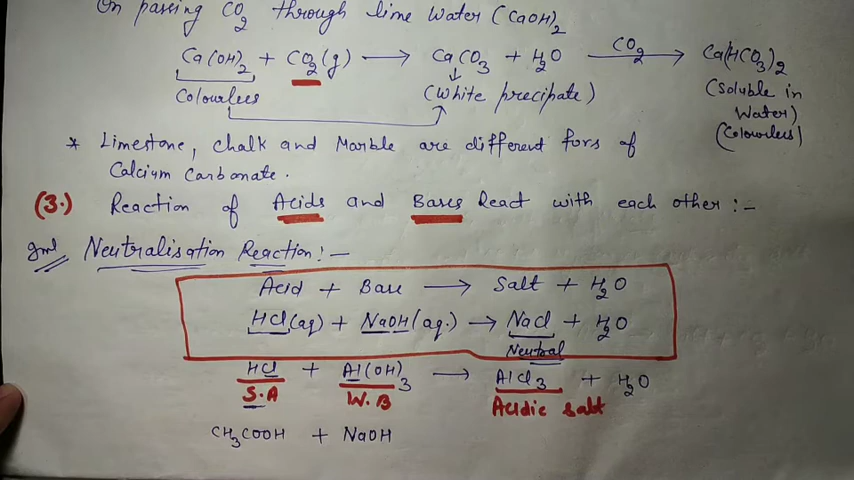 On passing CO2 through lime water (CaOH)2
Ca(OH)2 + CO2(g) → CaCO3 + H2O —CO2→ Ca(HCO3)2
Colourless (White precipate) (Soluble in Water) (Colourless)
* Limestone, chalk and Marble are different fors of
Calcium Carbonate.
(3.) Reaction of Acids and Bases React with each other :-
Neutralisation Reaction :-
Acid + Base → Salt + H2O
HCl(aq) + NaOH(aq.) → NaCl + H2O
Neutral
HCl + Al(OH)3 → AlCl3 + H2O
S.A W.B Acidic salt
CH3COOH + NaOH